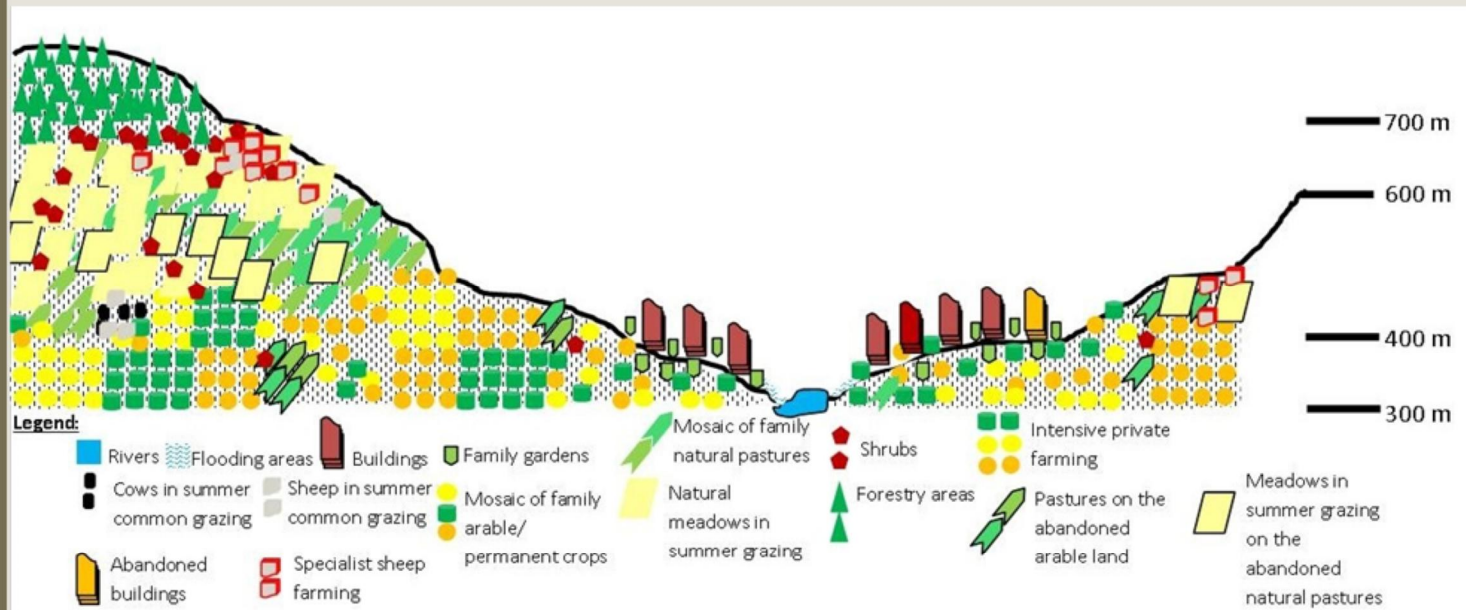 700 m
600 m
400 m
300 m
Legend:
Rivers
Flooding areas
Buildings
Family gardens
Mosaic of family
natural pastures
Shrubs
Intensive private
farming
Cows in summer
common grazing
Sheep in summer
common grazing
Mosaic of family
arable/
permanent crops
Natural
meadows in
summer grazing
Forestry areas
Pastures on the
abandoned
arable land
Meadows in
summer grazing
on the
abandoned
natural pastures
Abandoned
buildings
Specialist sheep
farming